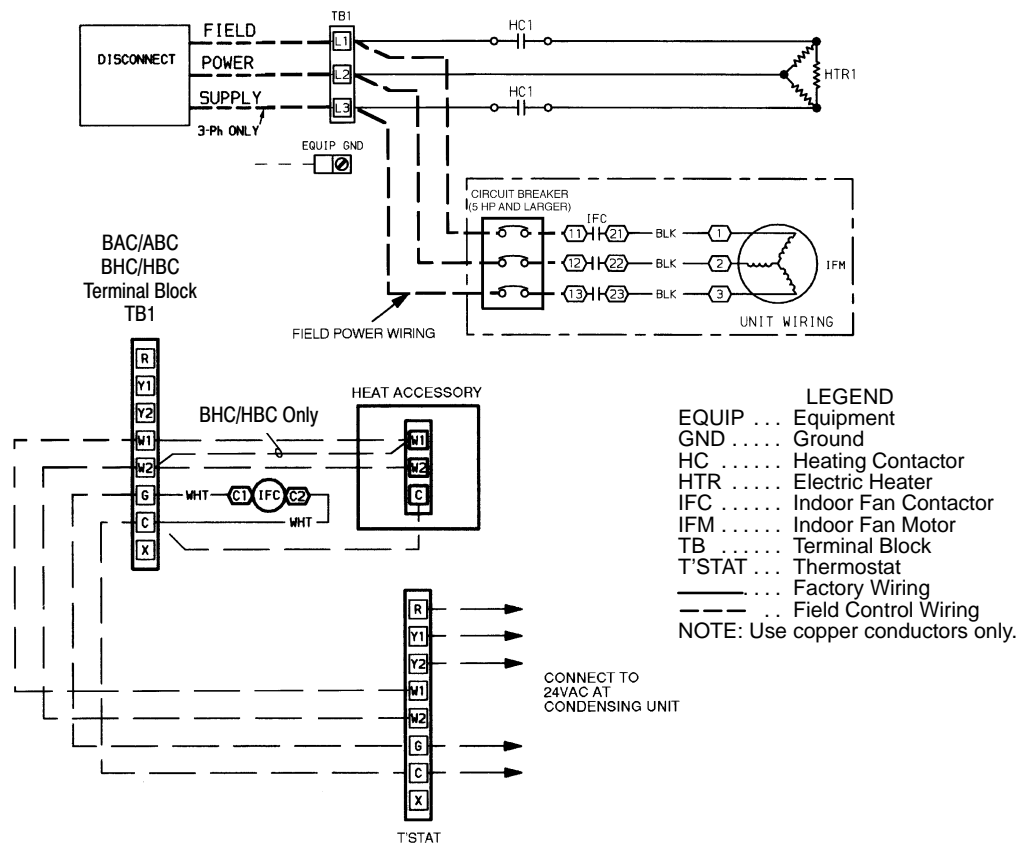 TB1
HC1
FIELD
L1
DISCONNECT
POWER
L2
HTR1
SUPPLY
L3
HC1
3-Ph ONLY
EQUIP GND
CIRCUIT BREAKER
(5 HP AND LARGER)
IFC
11 21 BLK 1
12 22 BLK 2
IFM
13 23 BLK 3
UNIT WIRING
FIELD POWER WIRING
BAC/ABC
BHC/HBC
Terminal Block
TB1
R
Y1
Y2
W1
W2
G
C
X
BHC/HBC Only
WHT C1 IFC C2
WHT
HEAT ACCESSORY
W1
W2
C
LEGEND
EQUIP . . . Equipment
GND . . . . . Ground
HC . . . . . . Heating Contactor
HTR . . . . . Electric Heater
IFC . . . . . . Indoor Fan Contactor
IFM . . . . . . Indoor Fan Motor
TB . . . . . . Terminal Block
T'STAT . . . Thermostat
. . . . Factory Wiring
. . Field Control Wiring
NOTE: Use copper conductors only.
R
Y1
Y2
W1
W2
G
C
X
T'STAT
CONNECT TO
24VAC AT
CONDENSING UNIT